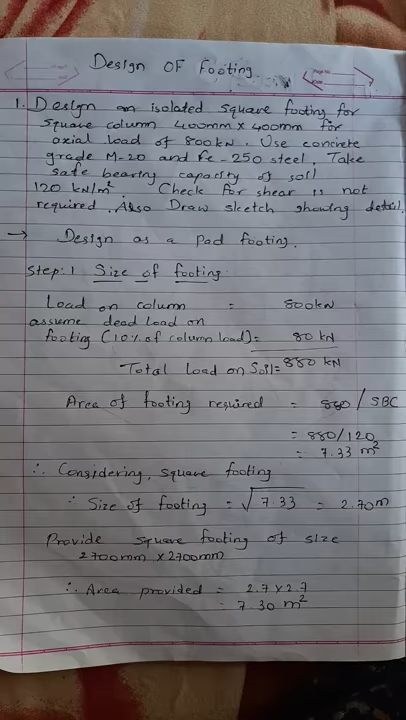 Design OF Footing
1. Design an isolated square footing for
square column 400mm x 400mm for
axial load of 800kN. Use concrete
grade M-20 and Fe-250 steel, Take
safe bearing capacity of soil
120 kN/m². Check for shear is not
required. Also Draw sketch showing detail.
→ Design as a pad footing.
Step:1 Size of footing:
Load on column = 800kN
assume dead load on
footing (10% of column load)= 80 kN
Total Load on Soil= 880 kN
Area of footing required = 880 / SBC
= 880/120
= 7.33 m²
∴ Considering, square footing
∴ Size of footing = √7.33 = 2.70m
Provide square footing of size
2700mm x 2700mm
∴ Area provided = 2.7 x 2.7
= 7.30 m²